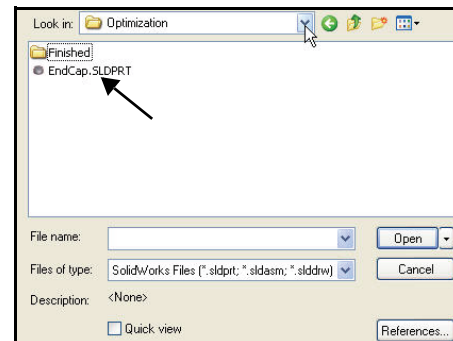 Look in: Optimization
Finished
EndCap.SLDPRT
File name: Open
Files of type: SolidWorks Files (*.sldprt; *.sldasm; *.slddrw) Cancel
Description: <None>
Quick view References...